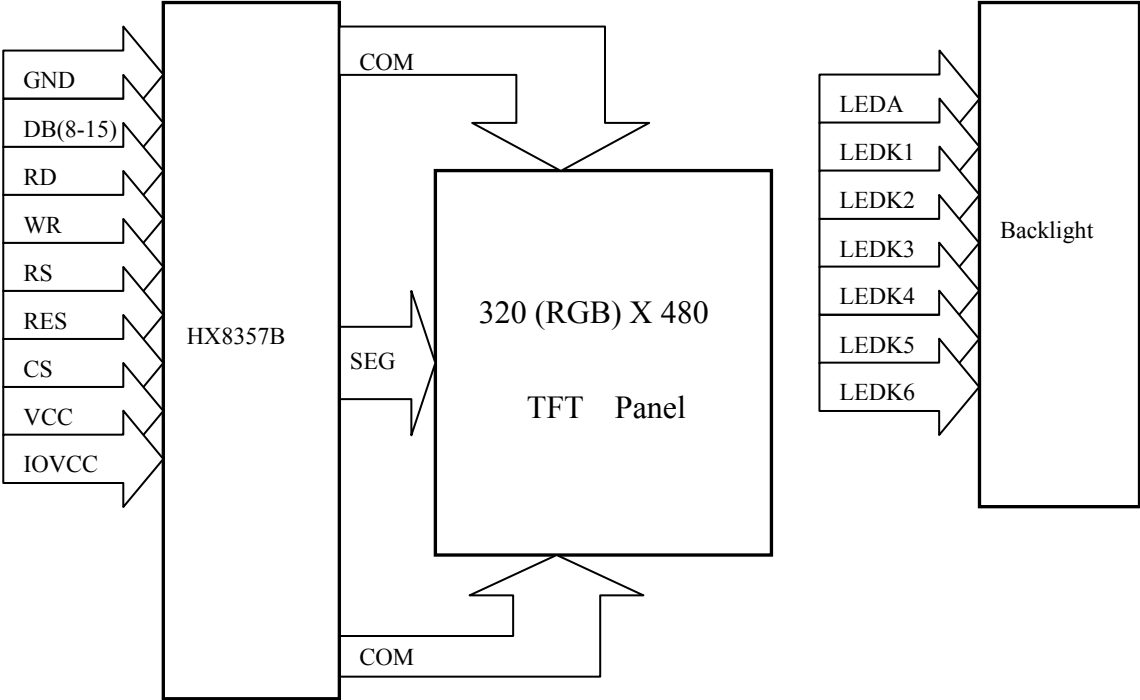 GND
DB(8-15)
RD
WR
RS
RES
CS
VCC
IOVCC
HX8357B
COM
SEG
COM
320 (RGB) X 480
TFT Panel
LEDA
LEDK1
LEDK2
LEDK3
LEDK4
LEDK5
LEDK6
Backlight